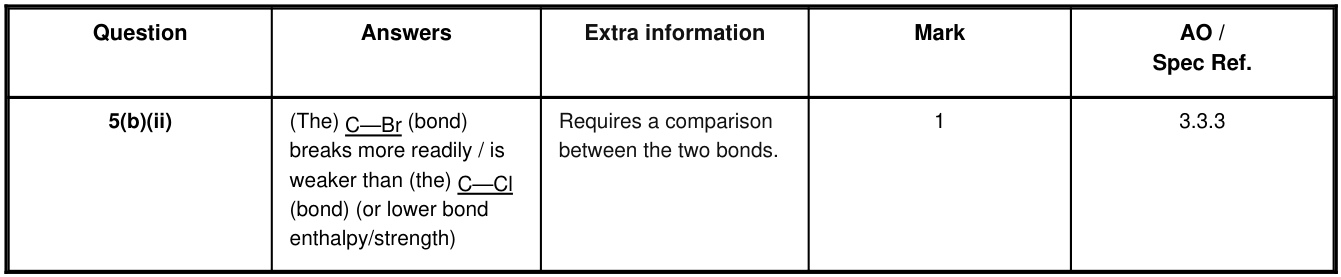 Question Answers Extra information Mark AO /
Spec Ref.
5(b)(ii) (The) C—Br (bond) Requires a comparison 1 3.3.3
breaks more readily / is between the two bonds.
weaker than (the) C—Cl
(bond) (or lower bond
enthalpy/strength)